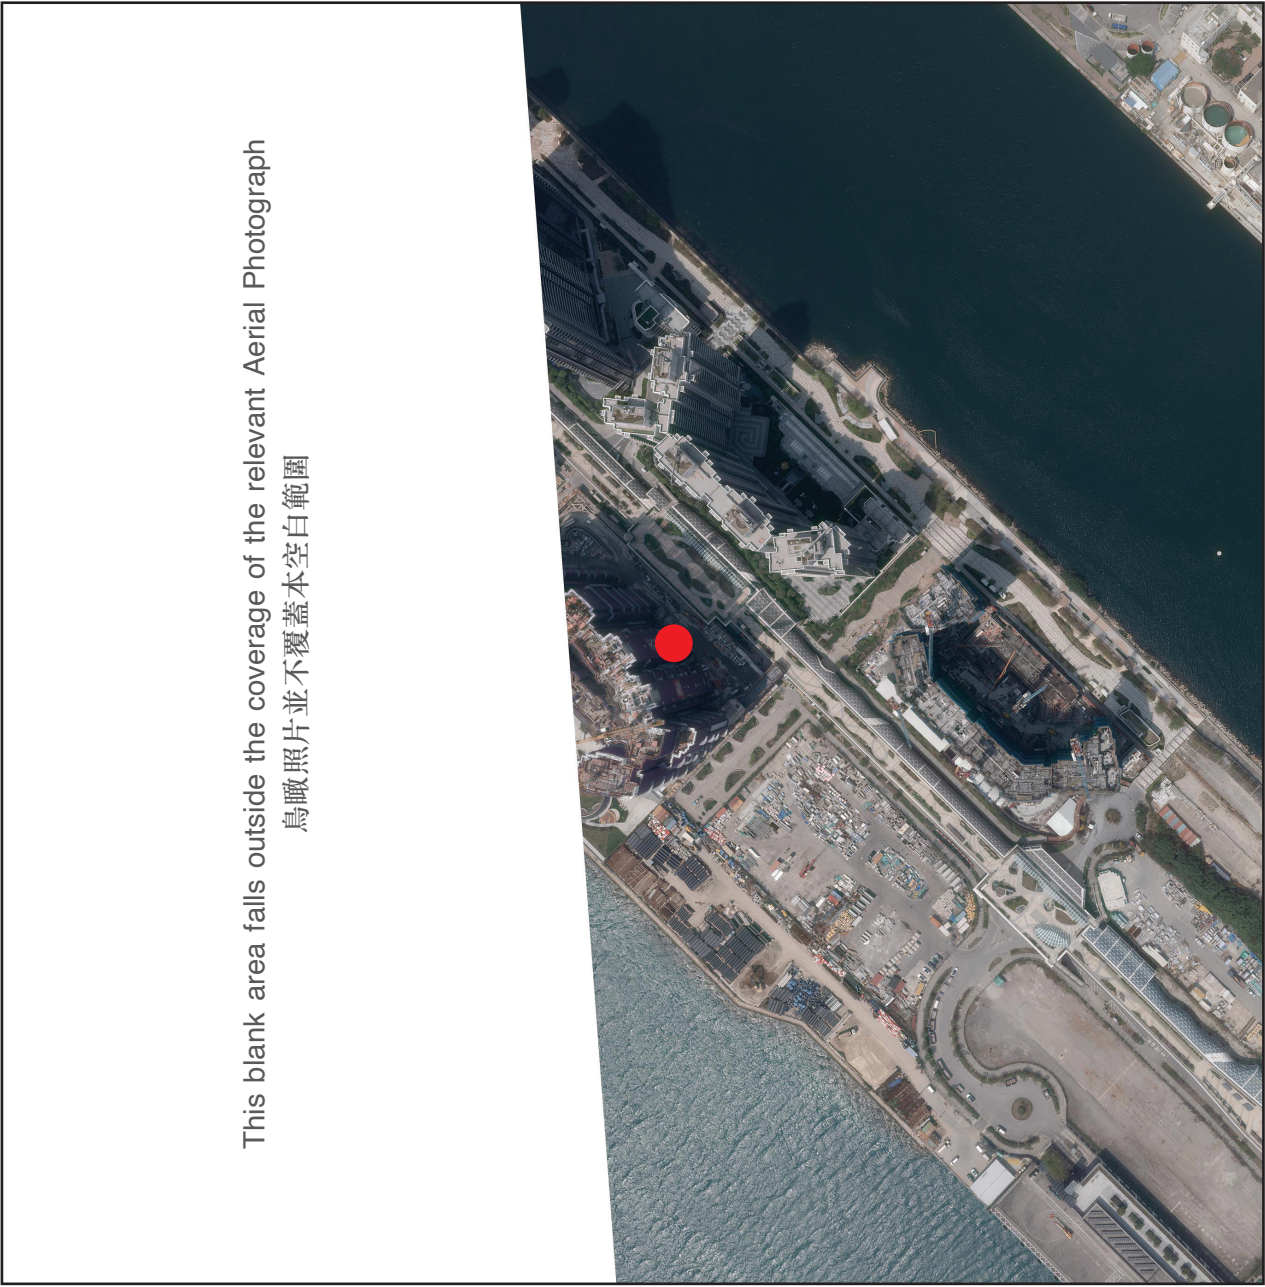 This blank area falls outside the coverage of the relevant Aerial Photograph
鳥瞰照片並不覆蓋本空白範圍